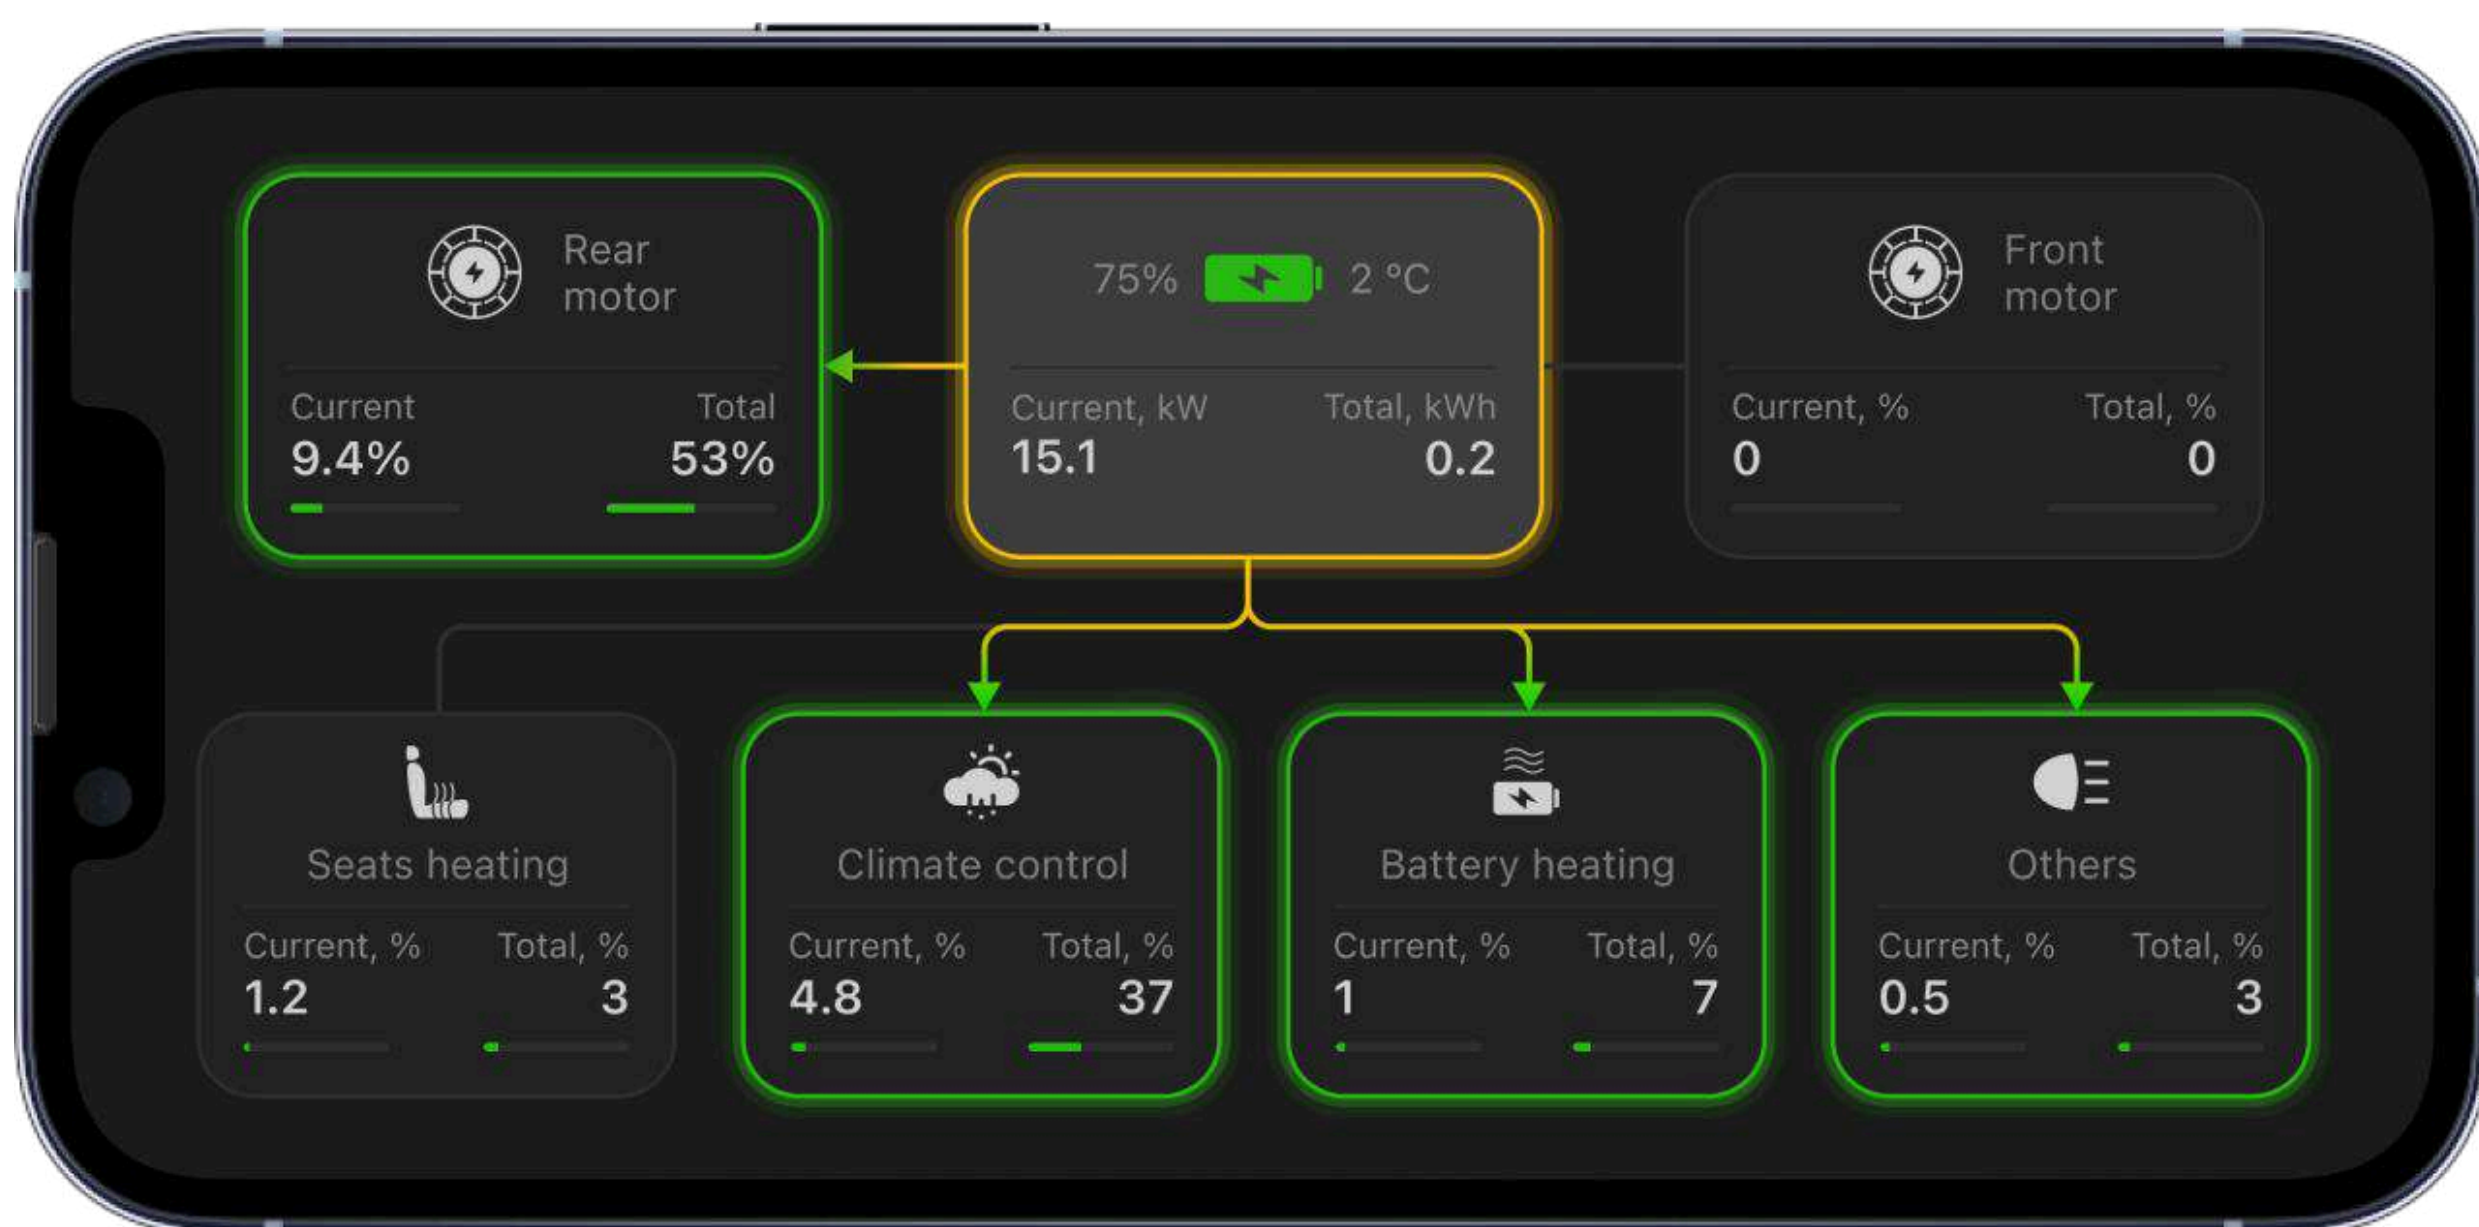 Rear
motor
Current
9.4%
Total
53%
75%
2 °C
Current, kW
15.1
Total, kWh
0.2
Front
motor
Current, %
0
Total, %
0
Seats heating
Current, %
1.2
Total, %
3
Climate control
Current, %
4.8
Total, %
37
Battery heating
Current, %
1
Total, %
7
Others
Current, %
0.5
Total, %
3